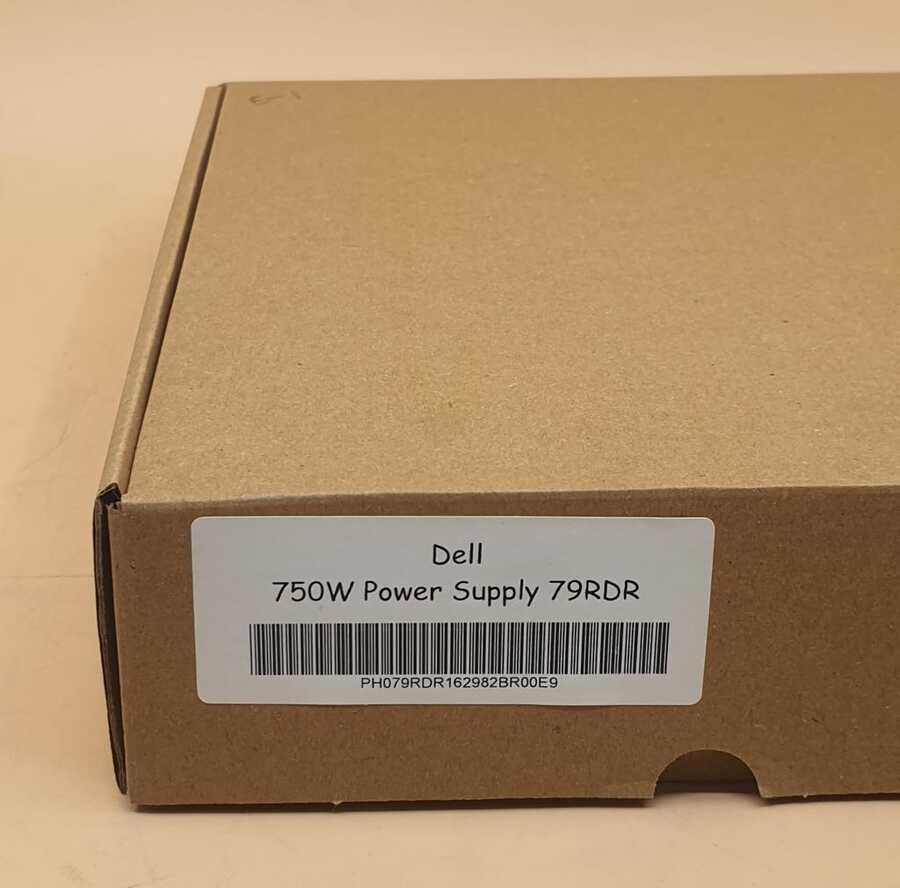 Dell
750W Power Supply 79RDR
PH079RDR162982BR00E9